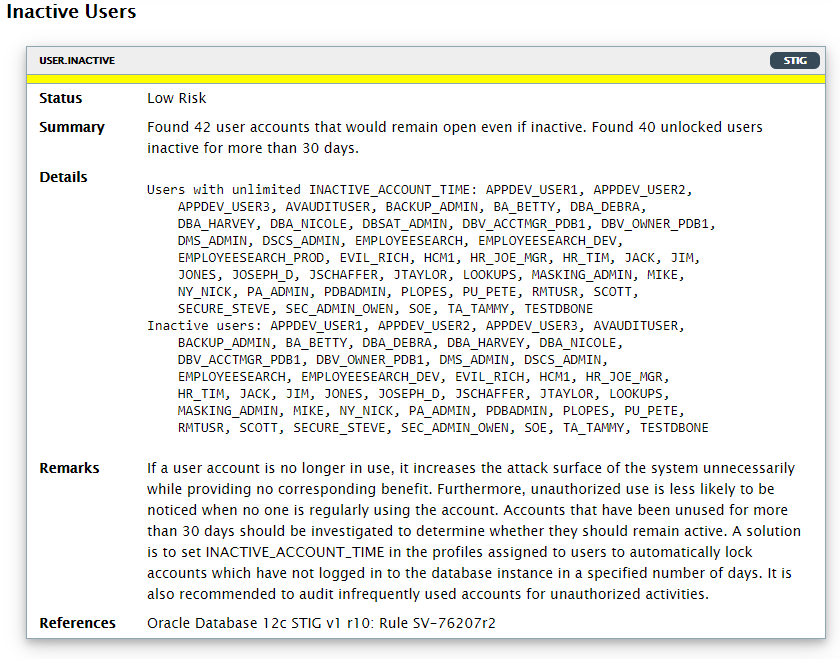 Inactive Users
USER.INACTIVE STIG
Status Low Risk
Summary Found 42 user accounts that would remain open even if inactive. Found 40 unlocked users
inactive for more than 30 days.
Details
Users with unlimited INACTIVE_ACCOUNT_TIME: APPDEV_USER1, APPDEV_USER2,
APPDEV_USER3, AVAUDITUSER, BACKUP_ADMIN, BA_BETTY, DBA_DEBRA,
DBA_HARVEY, DBA_NICOLE, DBSAT_ADMIN, DBV_ACCTMGR_PDB1, DBV_OWNER_PDB1,
DMS_ADMIN, DSCS_ADMIN, EMPLOYEESEARCH, EMPLOYEESEARCH_DEV,
EMPLOYEESEARCH_PROD, EVIL_RICH, HCM1, HR_JOE_MGR, HR_TIM, JACK, JIM,
JONES, JOSEPH_D, JSCHAFFER, JTAYLOR, LOOKUPS, MASKING_ADMIN, MIKE,
NY_NICK, PA_ADMIN, PDBADMIN, PLOPES, PU_PETE, RMTUSR, SCOTT,
SECURE_STEVE, SEC_ADMIN_OWEN, SOE, TA_TAMMY, TESTDBONE
Inactive users: APPDEV_USER1, APPDEV_USER2, APPDEV_USER3, AVAUDITUSER,
BACKUP_ADMIN, BA_BETTY, DBA_DEBRA, DBA_HARVEY, DBA_NICOLE,
DBV_ACCTMGR_PDB1, DBV_OWNER_PDB1, DMS_ADMIN, DSCS_ADMIN,
EMPLOYEESEARCH, EMPLOYEESEARCH_DEV, EVIL_RICH, HCM1, HR_JOE_MGR,
HR_TIM, JACK, JIM, JONES, JOSEPH_D, JSCHAFFER, JTAYLOR, LOOKUPS,
MASKING_ADMIN, MIKE, NY_NICK, PA_ADMIN, PDBADMIN, PLOPES, PU_PETE,
RMTUSR, SCOTT, SECURE_STEVE, SEC_ADMIN_OWEN, SOE, TA_TAMMY, TESTDBONE
Remarks If a user account is no longer in use, it increases the attack surface of the system unnecessarily
while providing no corresponding benefit. Furthermore, unauthorized use is less likely to be
noticed when no one is regularly using the account. Accounts that have been unused for more
than 30 days should be investigated to determine whether they should remain active. A solution
is to set INACTIVE_ACCOUNT_TIME in the profiles assigned to users to automatically lock
accounts which have not logged in to the database instance in a specified number of days. It is
also recommended to audit infrequently used accounts for unauthorized activities.
References Oracle Database 12c STIG v1 r10: Rule SV-76207r2